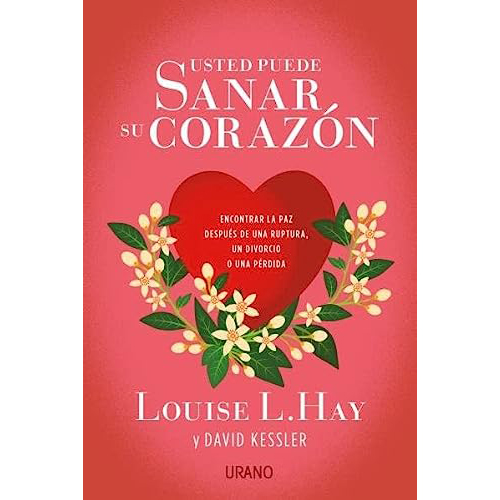 USTED PUEDE
SANAR
SU CORAZÓN
ENCONTRAR LA PAZ
DESPUÉS DE UNA RUPTURA,
UN DIVORCIO
O UNA PÉRDIDA
LOUISE L. HAY
y DAVID KESSLER
URANO